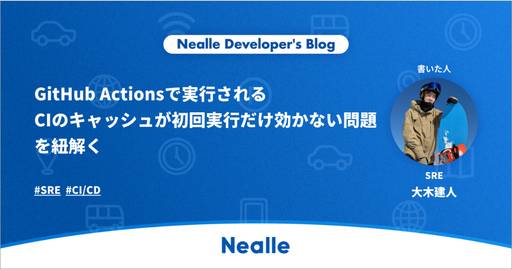 Nealle Developer's Blog
GitHub Actionsで実行される
CIのキャッシュが初回実行だけ効かない問題
を紐解く
#SRE #CI/CD
書いた人
SRE
大木建人
Nealle